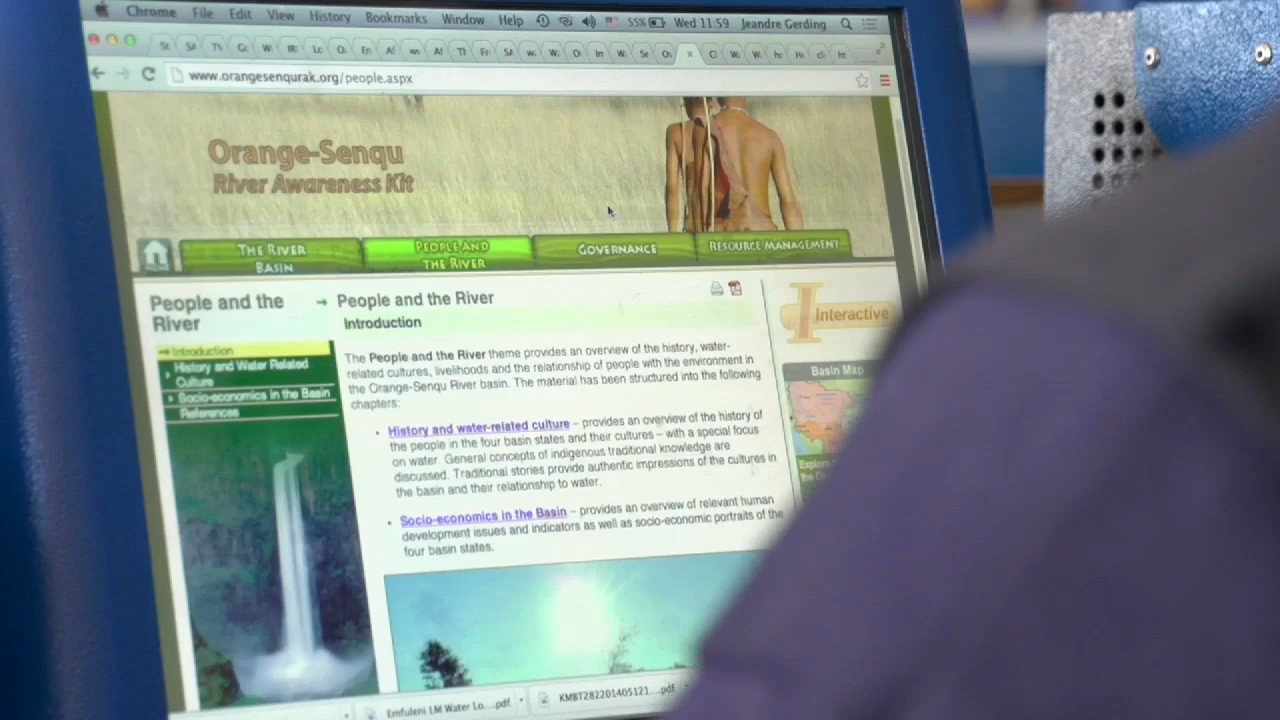 Chrome File Edit View History Bookmarks Window Help 55% Wed 11:59 Jeandre Gerding
www.orangesenqurak.org/people.aspx
Orange-Senqu
River Awareness Kit
HOME
THE RIVER BASIN
PEOPLE AND THE RIVER
GOVERNANCE
RESOURCE MANAGEMENT
People and the
River
Introduction
History and Water Related
Culture
Socio-economics in the Basin
References
People and the River
Introduction
The People and the River theme provides an overview of the history, water-
related cultures, livelihoods and the relationship of people with the environment in
the Orange-Senqu River basin. The material has been structured into the following
chapters:
History and water-related culture – provides an overview of the history of
the people in the four basin states and their cultures – with a special focus
on water. General concepts of indigenous traditional knowledge are
discussed. Traditional stories provide authentic impressions of the cultures in
the basin and their relationship to water.
Socio-economics in the Basin – provides an overview of relevant human
development issues and indicators as well as socio-economic portraits of the
four basin states.
Interactive
Basin Map
Emfuleni LM Water Lo....pdf
KMBT282201405121....pdf